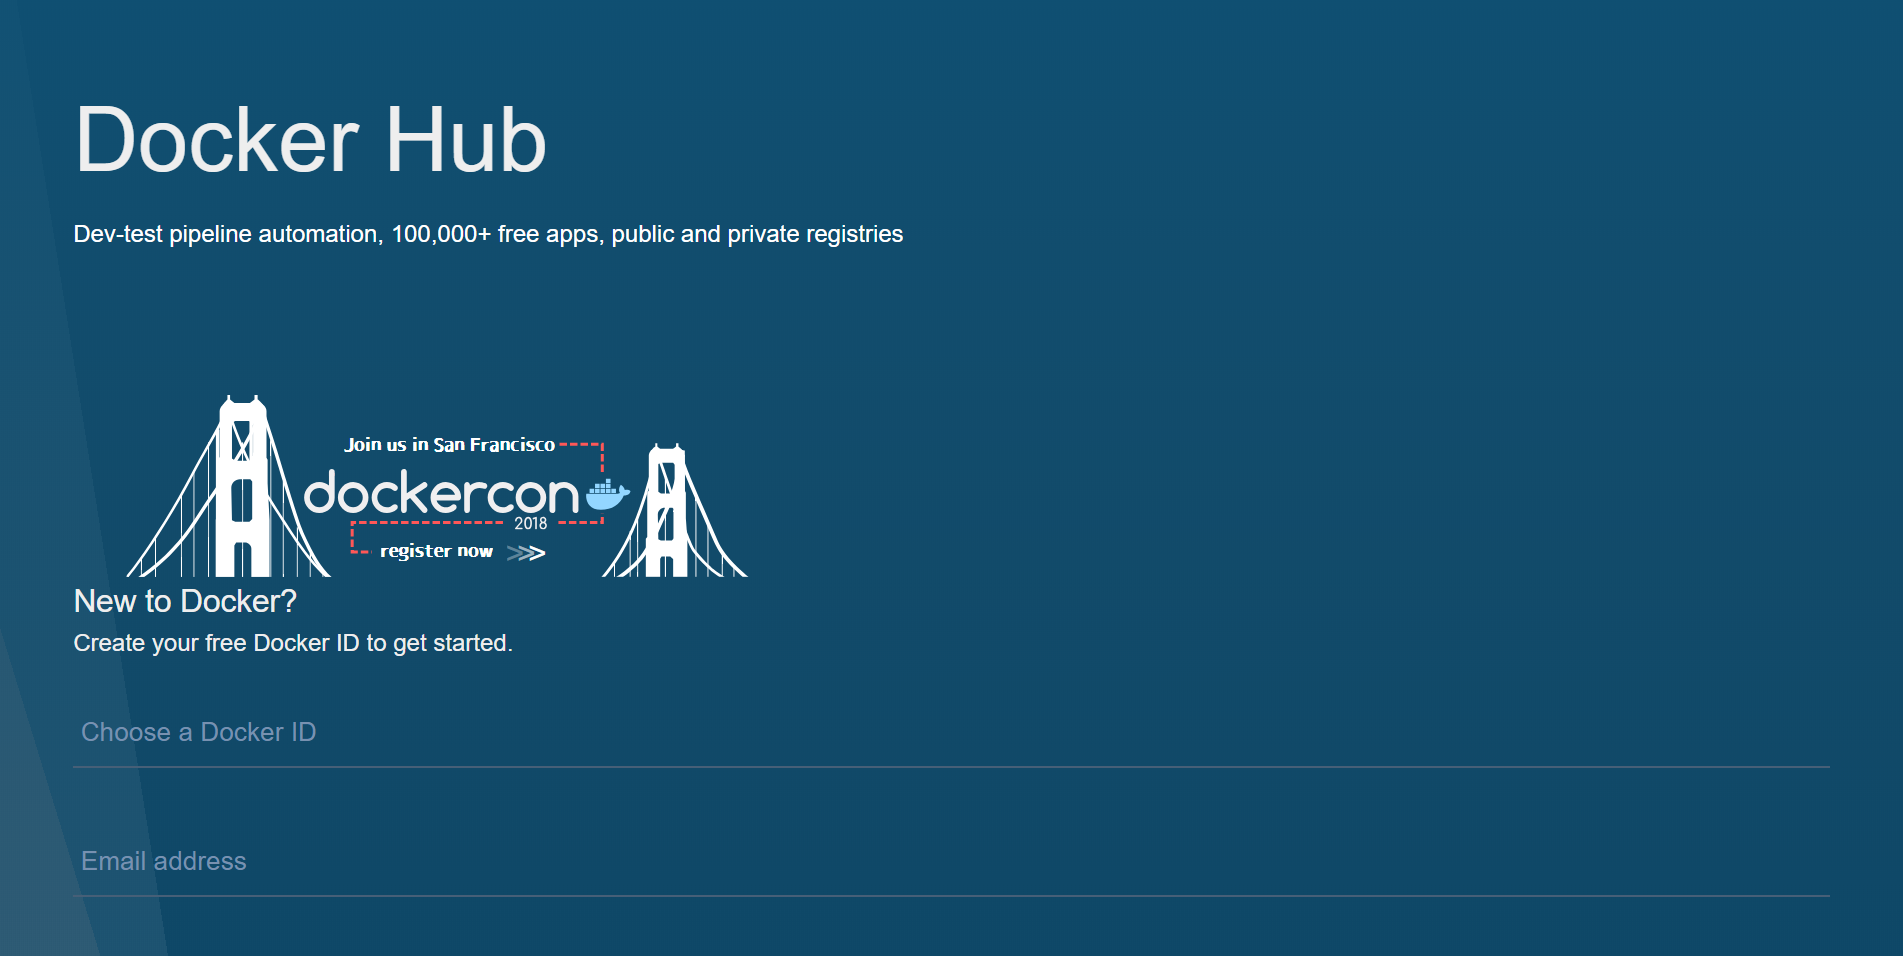 Docker Hub
Dev-test pipeline automation, 100,000+ free apps, public and private registries
Join us in San Francisco
dockercon
2018
register now
New to Docker?
Create your free Docker ID to get started.
Choose a Docker ID
Email address